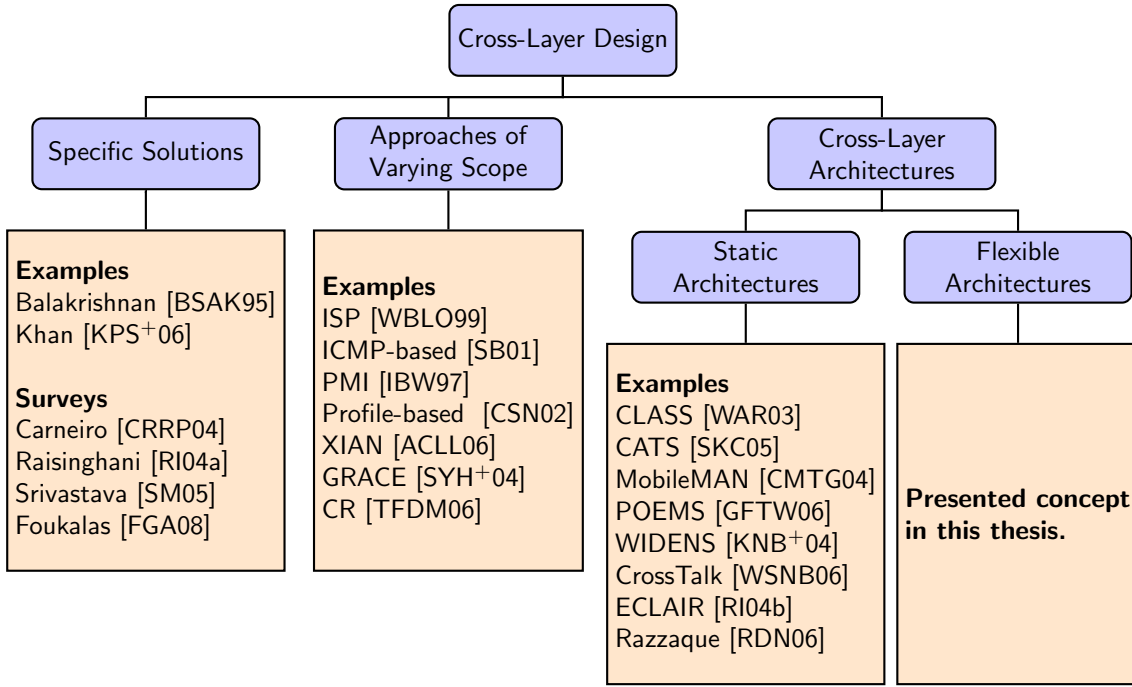 Cross-Layer Design
Specific Solutions
Approaches of
Varying Scope
Cross-Layer
Architectures
Static
Architectures
Flexible
Architectures
Examples
Balakrishnan [BSAK95]
Khan [KPS+06]
Surveys
Carneiro [CRRP04]
Raisinghani [RI04a]
Srivastava [SM05]
Foukalas [FGA08]
Examples
ISP [WBLO99]
ICMP-based [SB01]
PMI [IBW97]
Profile-based [CSN02]
XIAN [ACLL06]
GRACE [SYH+04]
CR [TFDM06]
Examples
CLASS [WAR03]
CATS [SKC05]
MobileMAN [CMTG04]
POEMS [GFTW06]
WIDENS [KNB+04]
CrossTalk [WSNB06]
ECLAIR [RI04b]
Razzaque [RDN06]
Presented concept
in this thesis.